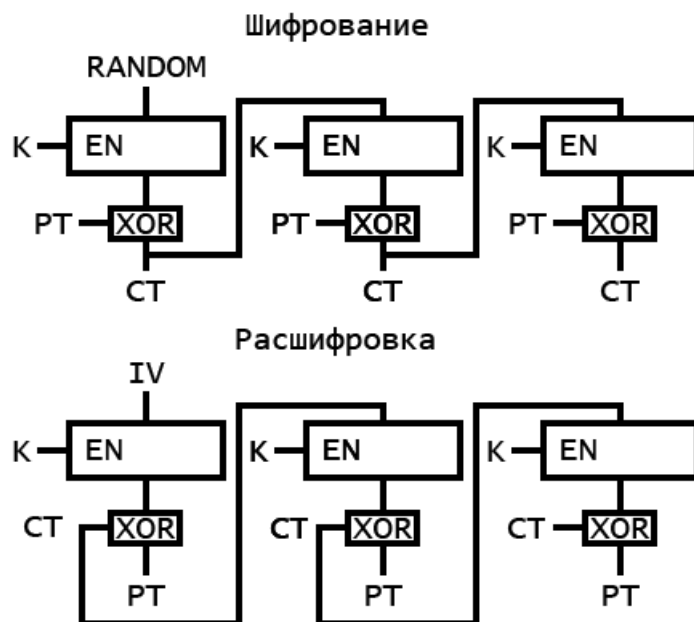 Шифрование
RANDOM
K EN K EN K EN
PT XOR PT XOR PT XOR
CT CT CT
Расшифровка
IV
K EN K EN K EN
CT XOR CT XOR CT XOR
PT PT PT